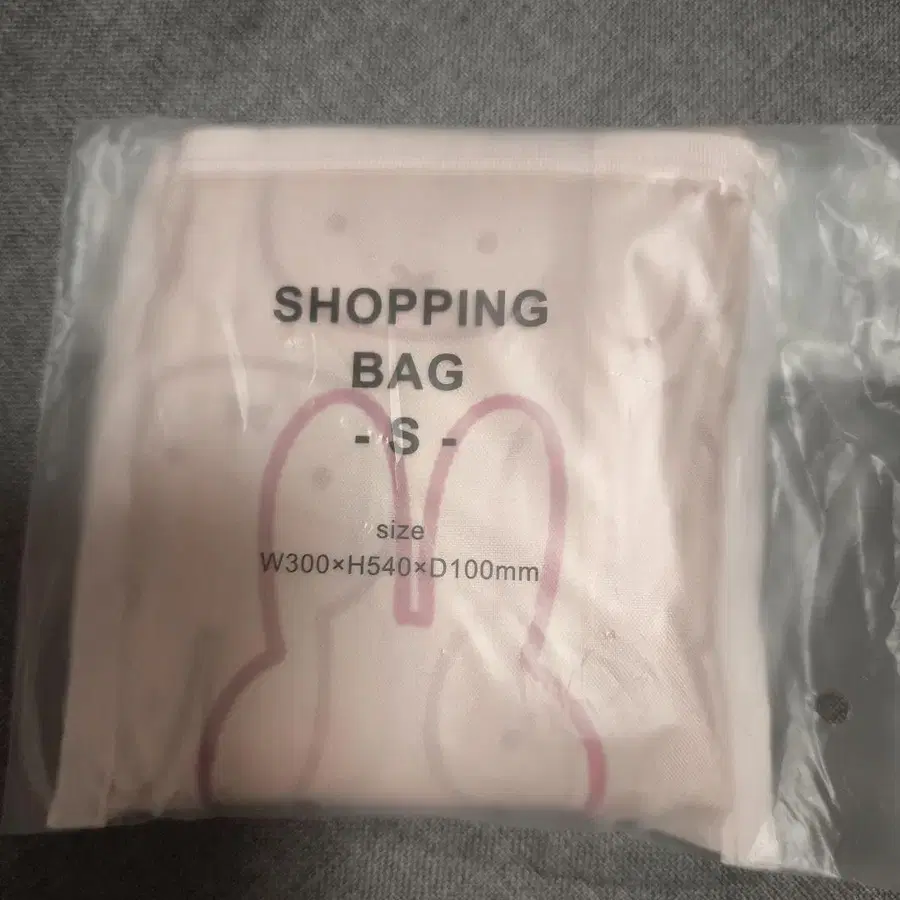 SHOPPING
BAG
- S -
size
W300×H540×D100mm